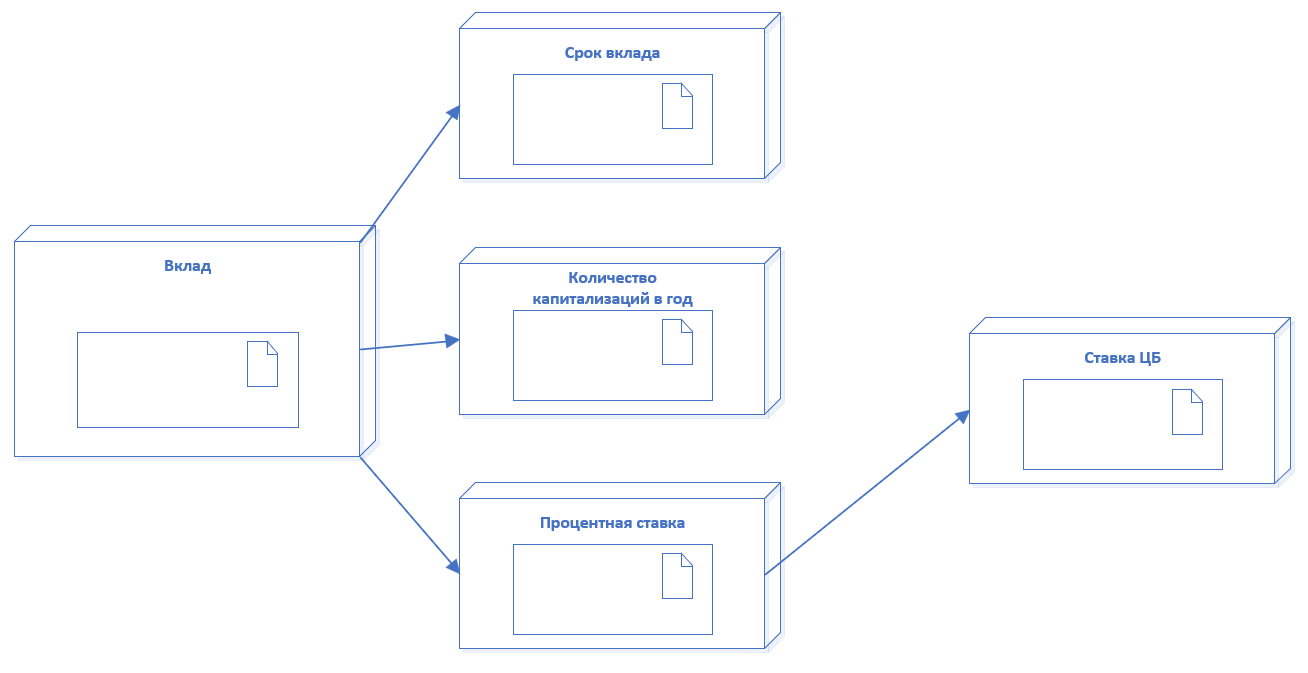 Срок вклада
Вклад
Количество
капитализаций в год
Ставка ЦБ
Процентная ставка